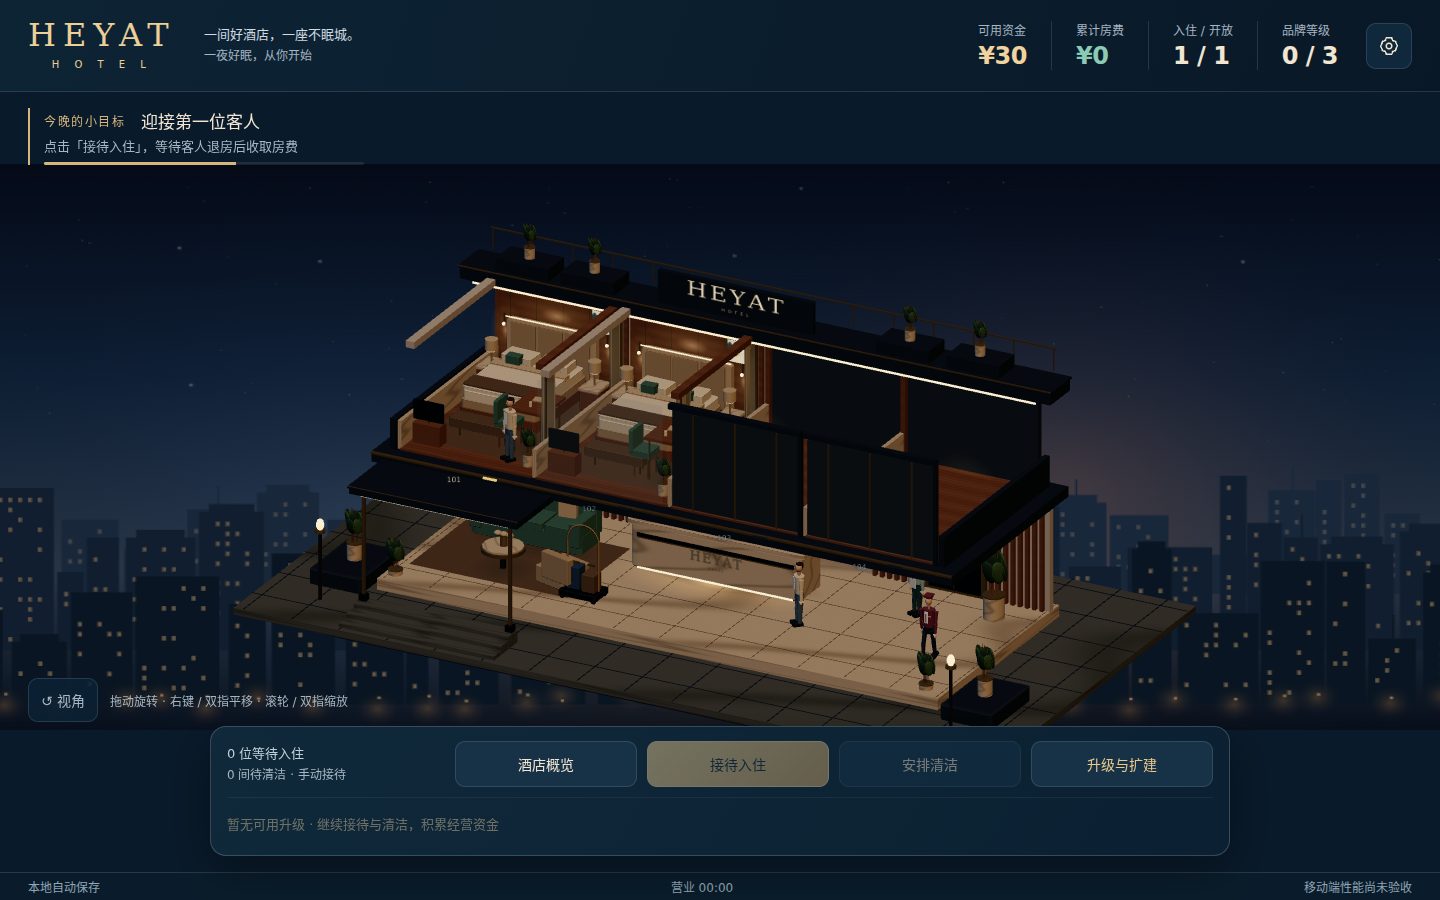 HEYAT
HOTEL
一间好酒店，一座不眠城。
一夜好眠，从你开始
可用资金
¥30
累计房费
¥0
入住 / 开放
1 / 1
品牌等级
0 / 3
今晚的小目标 迎接第一位客人
点击「接待入住」，等待客人退房后收取房费
HEYAT
HOTEL
101
102
103
104
HEYAT
↺ 视角
拖动旋转 · 右键 / 双指平移 · 滚轮 / 双指缩放
0 位等待入住
0 间待清洁 · 手动接待
酒店概览
接待入住
安排清洁
升级与扩建
暂无可用升级 · 继续接待与清洁，积累经营资金
本地自动保存
营业 00:00
移动端性能尚未验收